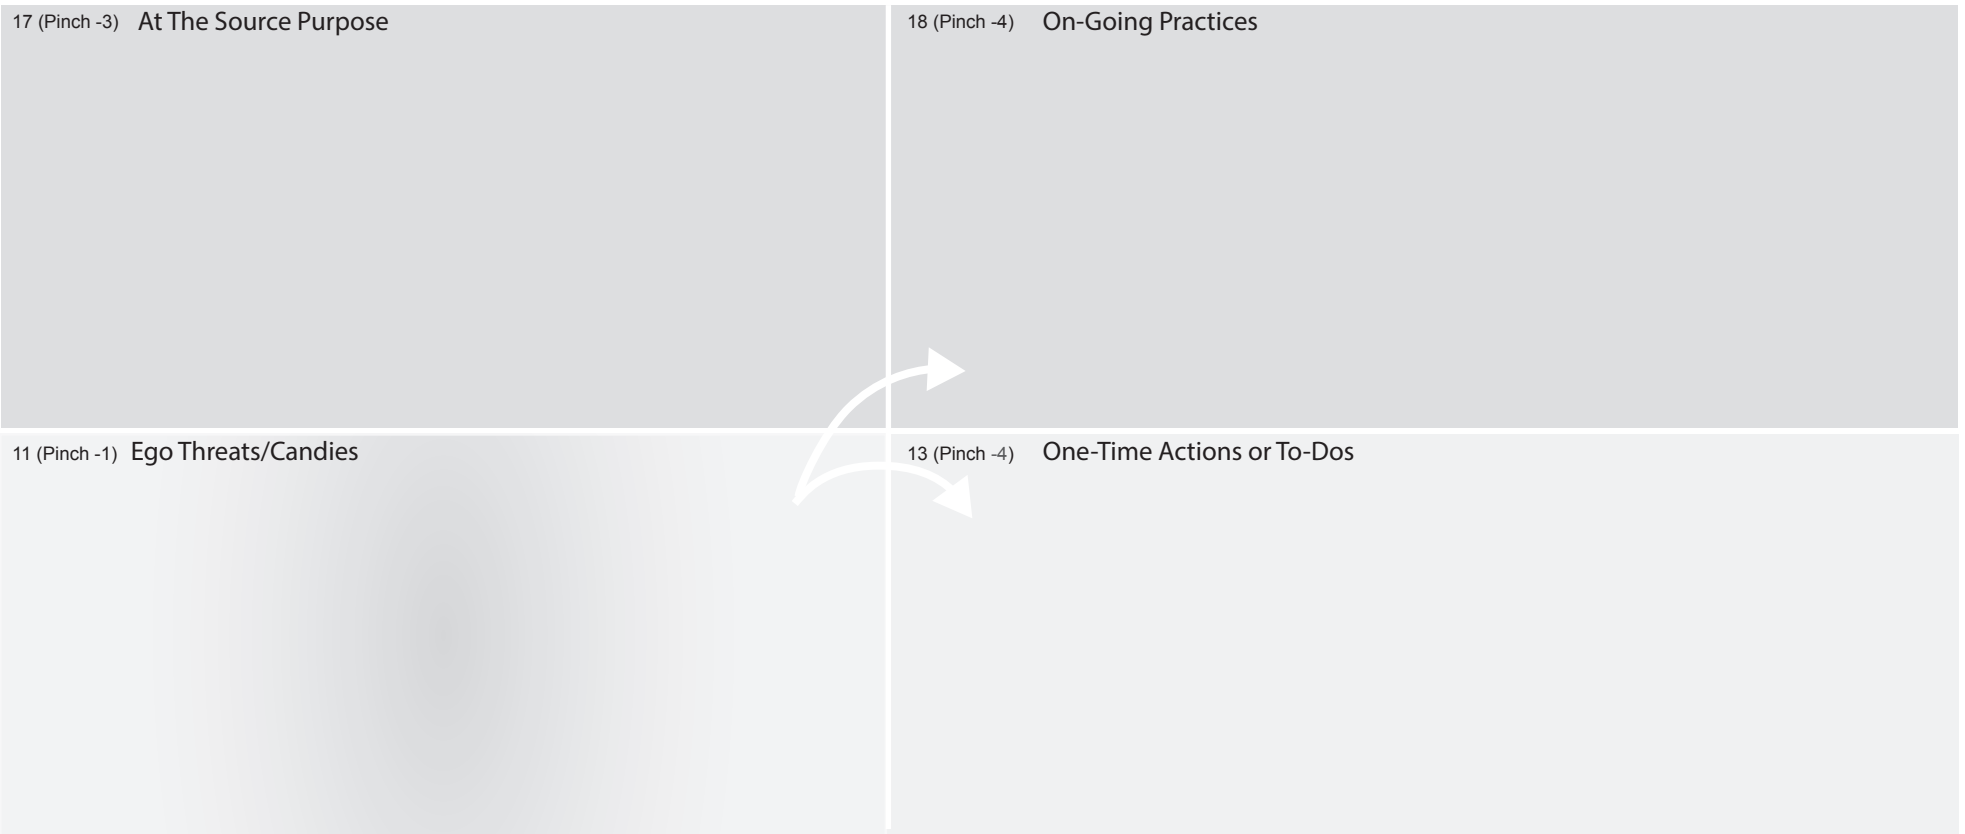 17 (Pinch -3) At The Source Purpose
18 (Pinch -4) On-Going Practices
11 (Pinch -1) Ego Threats/Candies
13 (Pinch -4) One-Time Actions or To-Dos